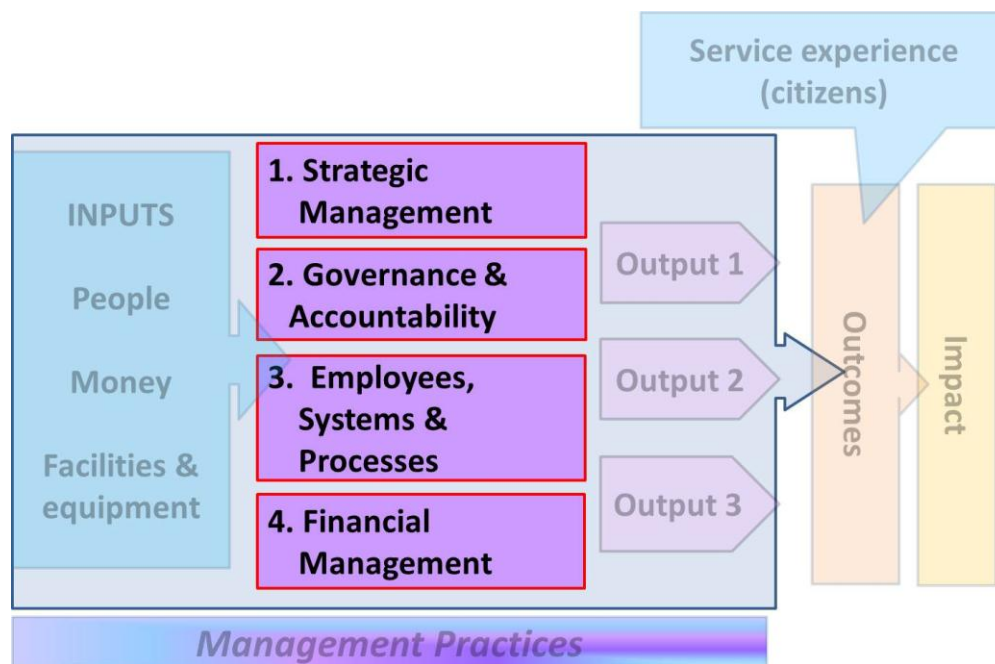 Service experience
(citizens)
INPUTS
People
Money
Facilities &
equipment
1. Strategic
Management
2. Governance &
Accountability
3. Employees,
Systems &
Processes
4. Financial
Management
Output 1
Output 2
Output 3
Outcomes
Impact
Management Practices